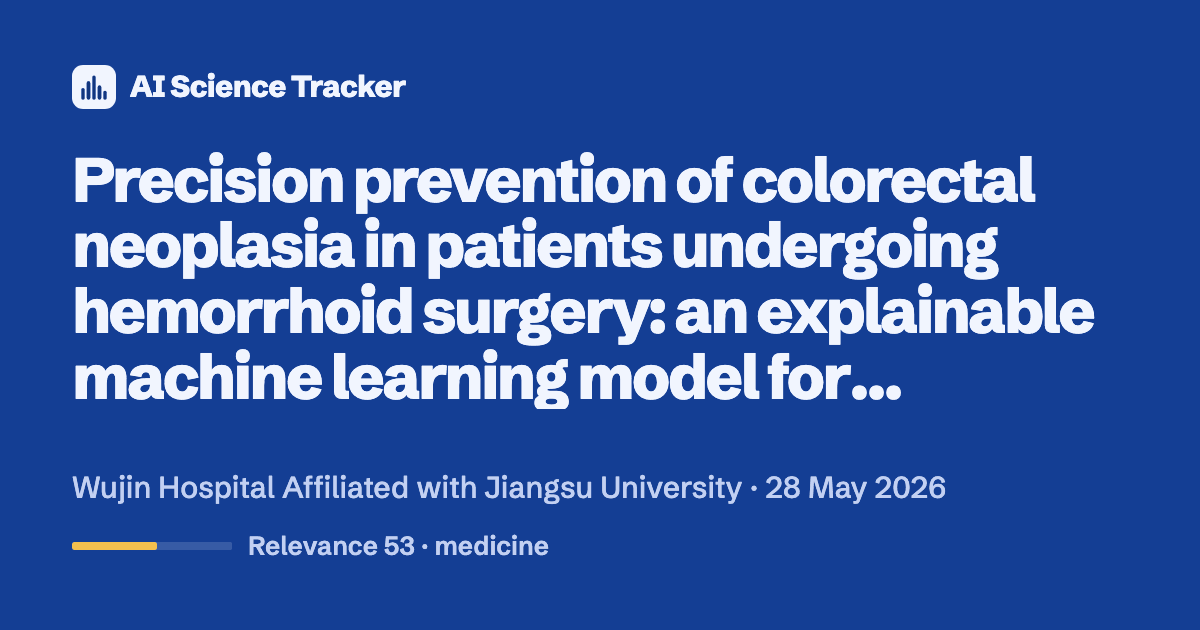 AI Science Tracker
Precision prevention of colorectal
neoplasia in patients undergoing
hemorrhoid surgery: an explainable
machine learning model for...
Wujin Hospital Affiliated with Jiangsu University · 28 May 2026
Relevance 53 · medicine